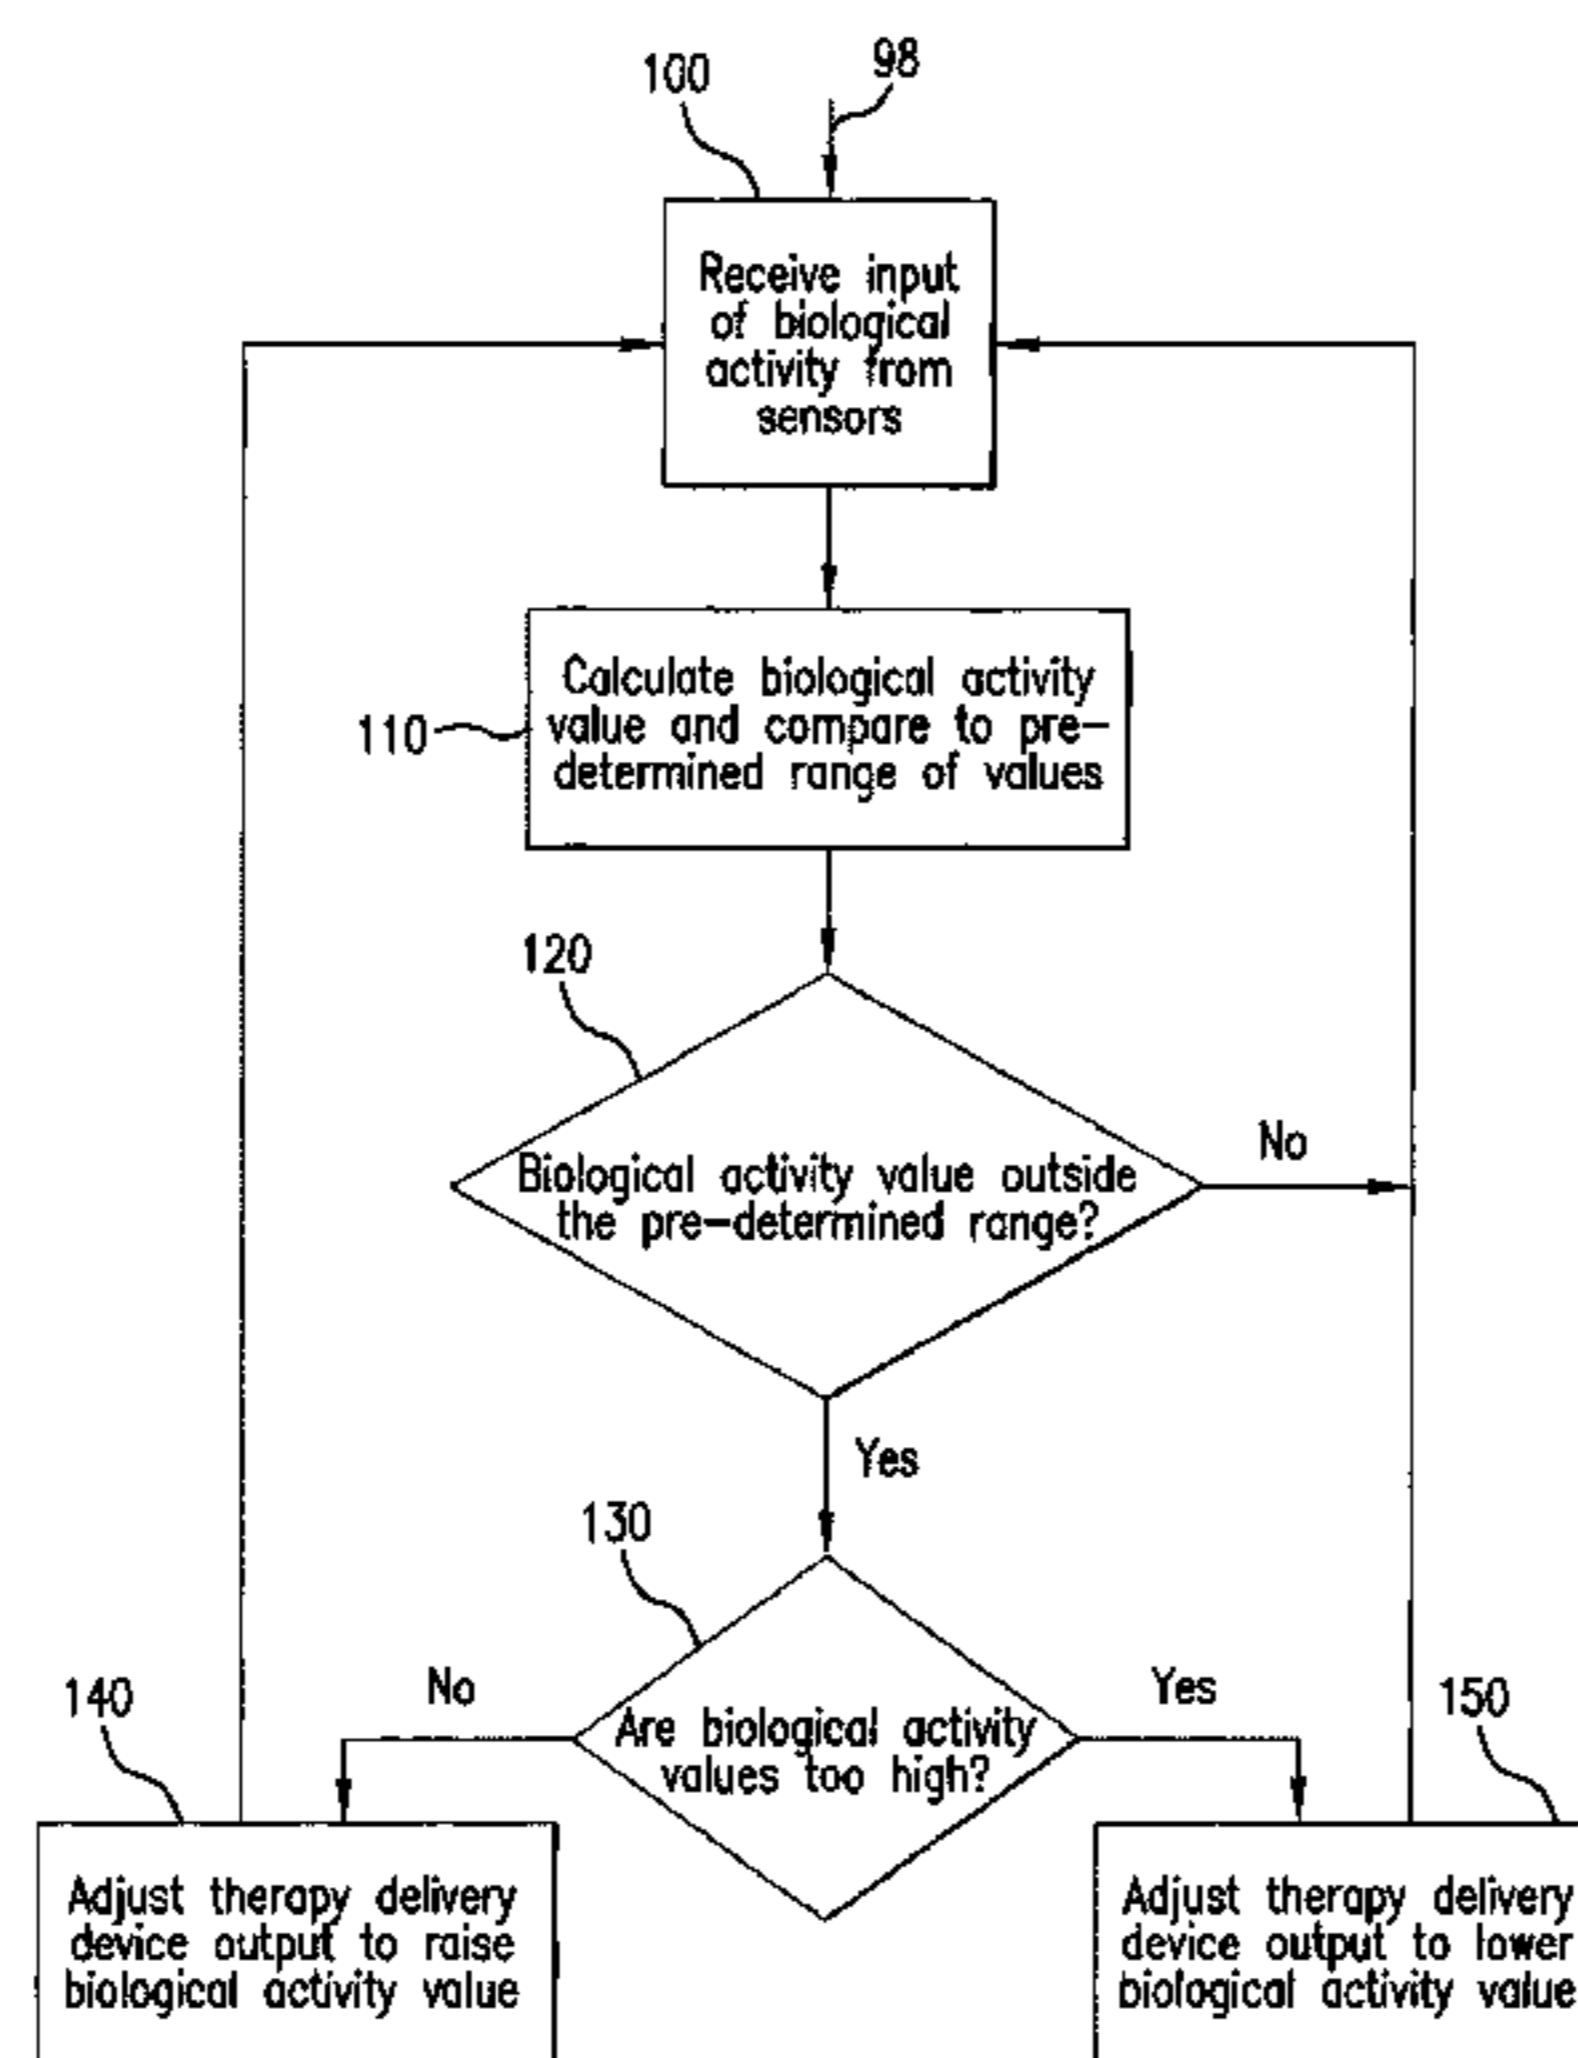 100
98
Receive input
of biological
activity from
sensors
110
Calculate biological activity
value and compare to pre-
determined range of values
120
Biological activity value outside
the pre-determined range?
No
Yes
130
Are biological activity
values too high?
No
Yes
140
Adjust therapy delivery
device output to raise
biological activity value
150
Adjust therapy delivery
device output to lower
biological activity value